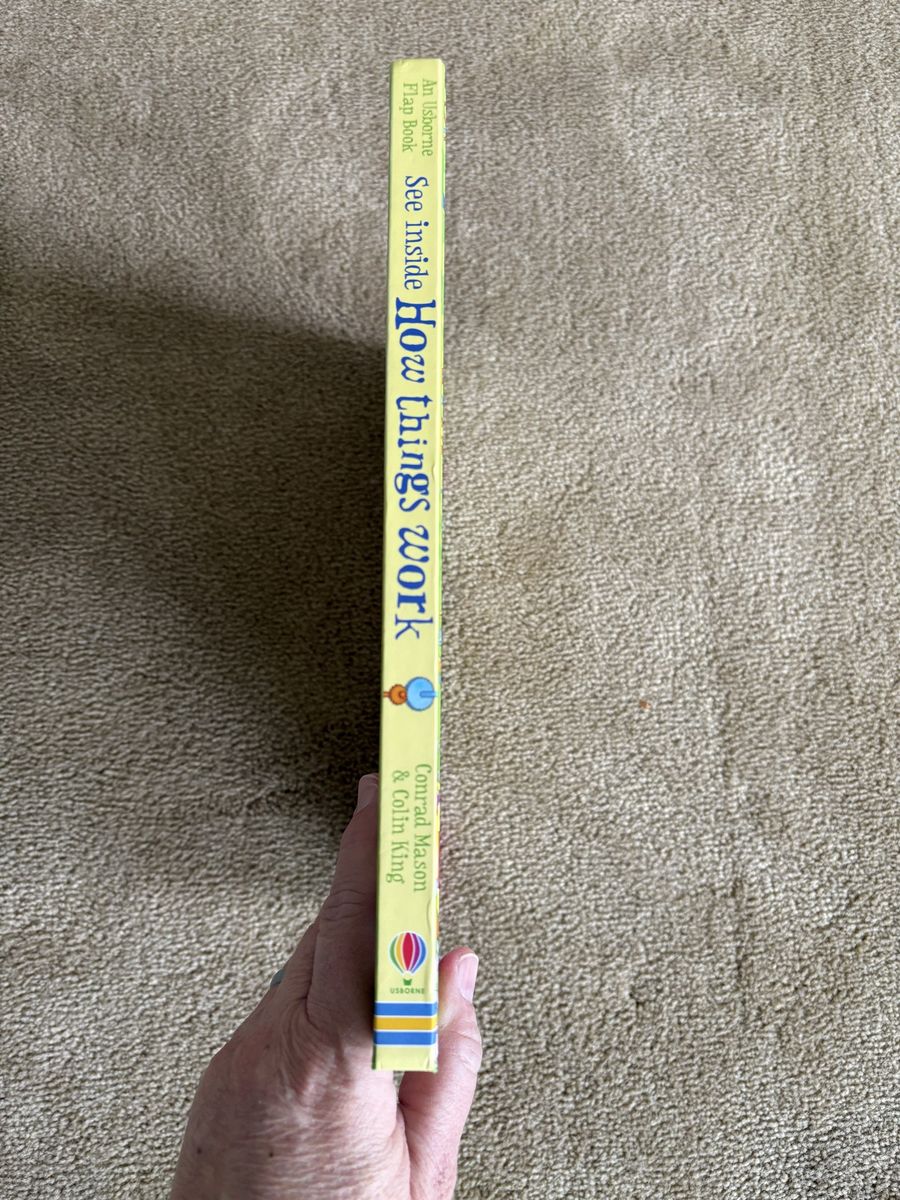 An Usborne
Flap Book
See inside How things work
Conrad Mason
& Colin King
USBORNE